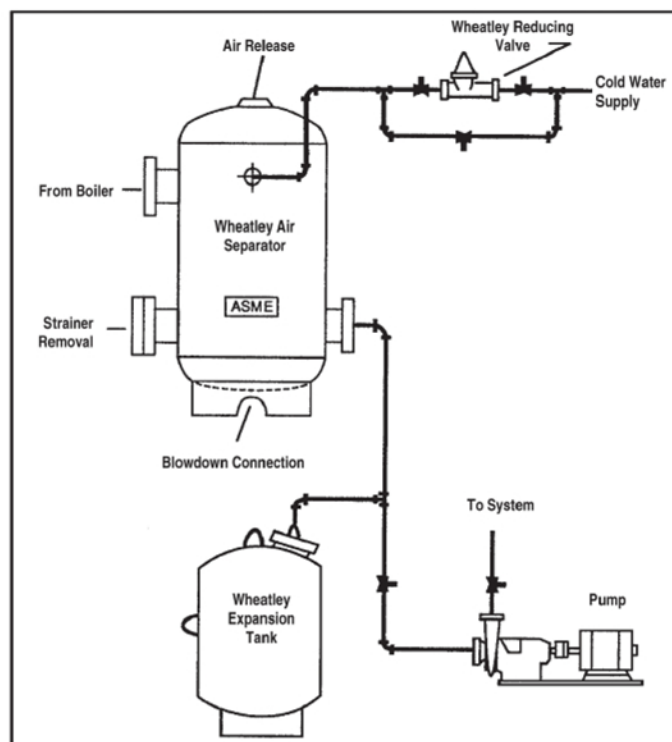 Wheatley Reducing
Valve
Air Release
Cold Water
Supply
From Boiler
Wheatley Air
Separator
ASME
Strainer
Removal
Blowdown Connection
To System
Wheatley
Expansion
Tank
Pump